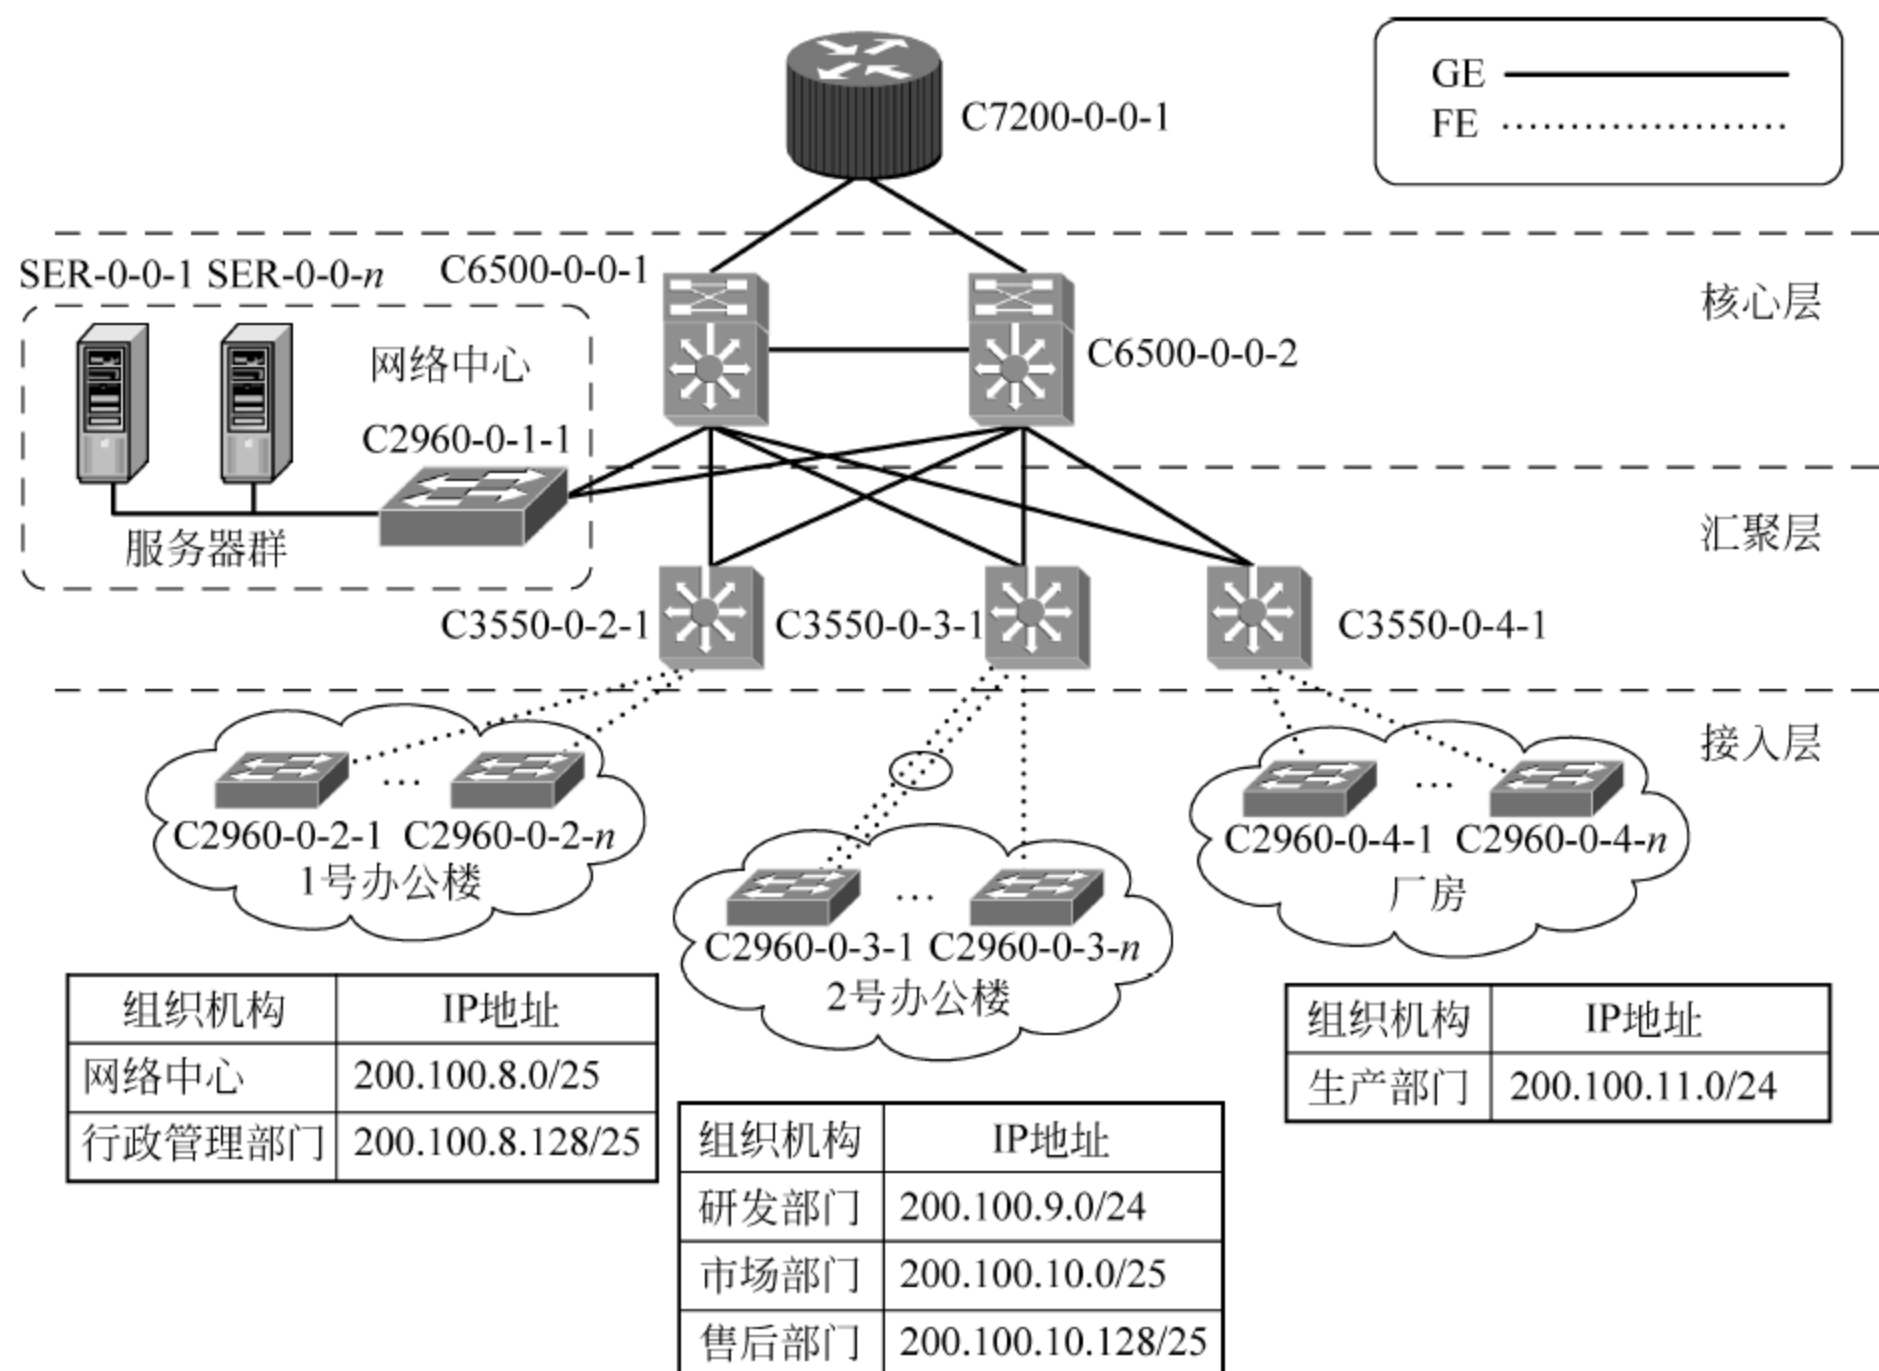 C7200-0-0-1
GE
FE
SER-0-0-1 SER-0-0-n
C6500-0-0-1
核心层
网络中心
C6500-0-0-2
C2960-0-1-1
服务器群
汇聚层
C3550-0-2-1
C3550-0-3-1
C3550-0-4-1
接入层
...
C2960-0-2-1 C2960-0-2-n
1号办公楼
...
C2960-0-4-1 C2960-0-4-n
厂房
...
C2960-0-3-1 C2960-0-3-n
2号办公楼
组织机构 IP地址
网络中心 200.100.8.0/25
行政管理部门 200.100.8.128/25
组织机构 IP地址
研发部门 200.100.9.0/24
市场部门 200.100.10.0/25
售后部门 200.100.10.128/25
组织机构 IP地址
生产部门 200.100.11.0/24